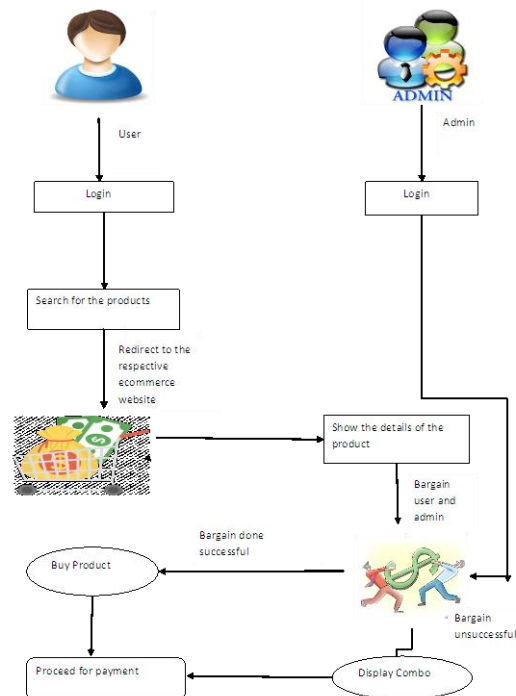 ADMIN
User
Admin
Login
Login
Search for the products
Redirect to the
respective
ecommerce
website
Show the details of the
product
Bargain
user and
admin
Bargain done
successful
Buy Product
Bargain
unsuccessful
Proceed for payment
Display Combo